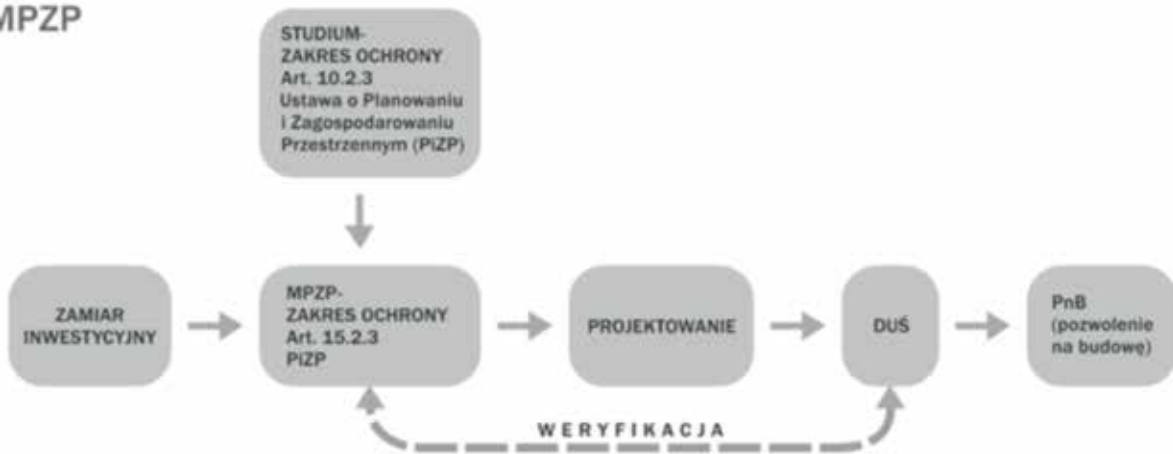 MPZP
STUDIUM-
ZAKRES OCHRONY
Art. 10.2.3
Ustawa o Planowaniu
i Zagospodarowaniu
Przestrzennym (PiZP)
ZAMIAR
INWESTYCYJNY
MPZP-
ZAKRES OCHRONY
Art. 15.2.3
PiZP
PROJEKTOWANIE
DUŚ
PnB
(pozwolenie
na budowę)
WERYFIKACJA